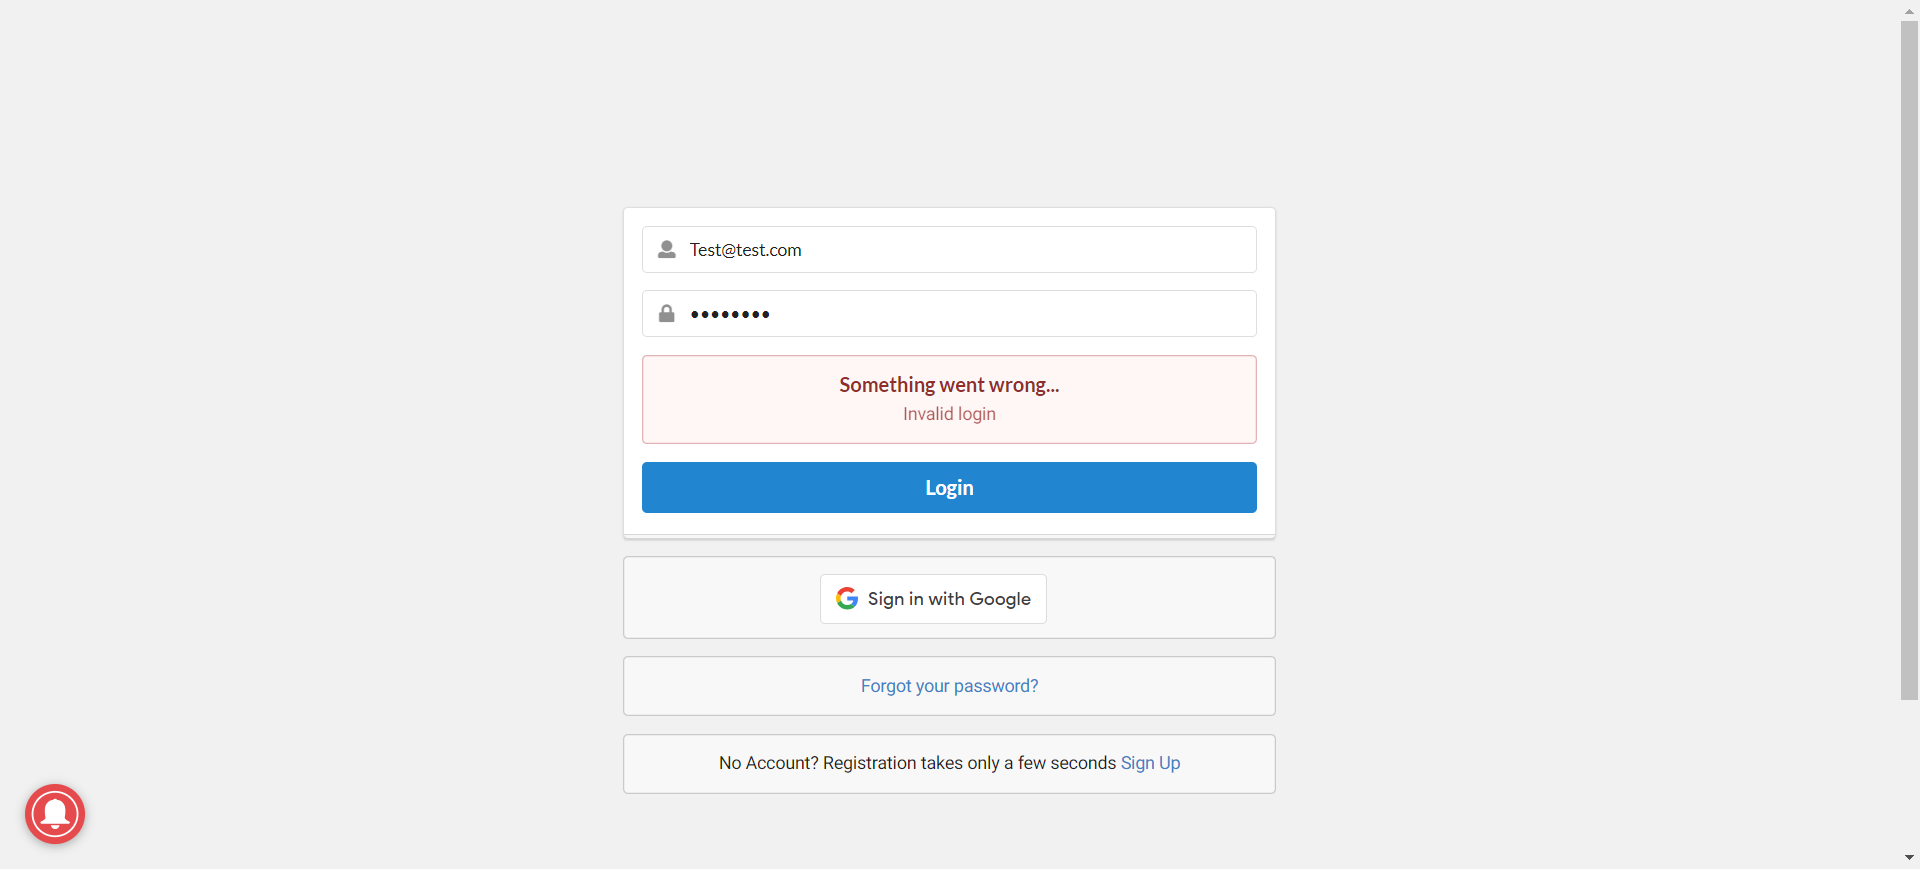 Test@test.com
••••••••
Something went wrong...
Invalid login
Login
Sign in with Google
Forgot your password?
No Account? Registration takes only a few seconds Sign Up